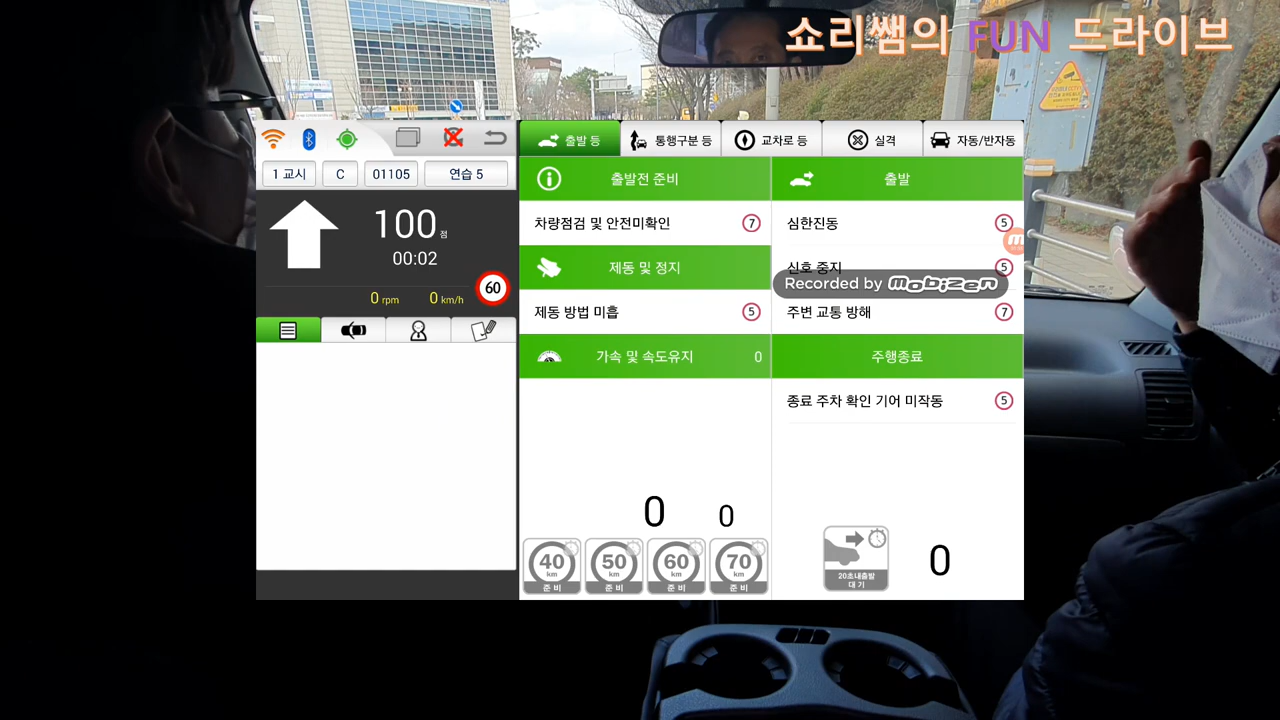 쇼리쌤의 FUN 드라이브
출발 등
통행구분 등
교차로 등
실격
자동/반자동
1 교시
C
01105
연습 5
출발전 준비
출발
100점
00:02
차량점검 및 안전미확인 7
심한진동 5
제동 및 정지
신호 중지 5
Recorded by mobizen
0 rpm
0 km/h
60
제동 방법 미흡 5
주변 교통 방해 7
가속 및 속도유지 0
주행종료
종료 주차 확인 기어 미작동 5
0
0
40 km 준 비
50 km 준 비
60 km 준 비
70 km 준 비
20초내출발
대 기
0